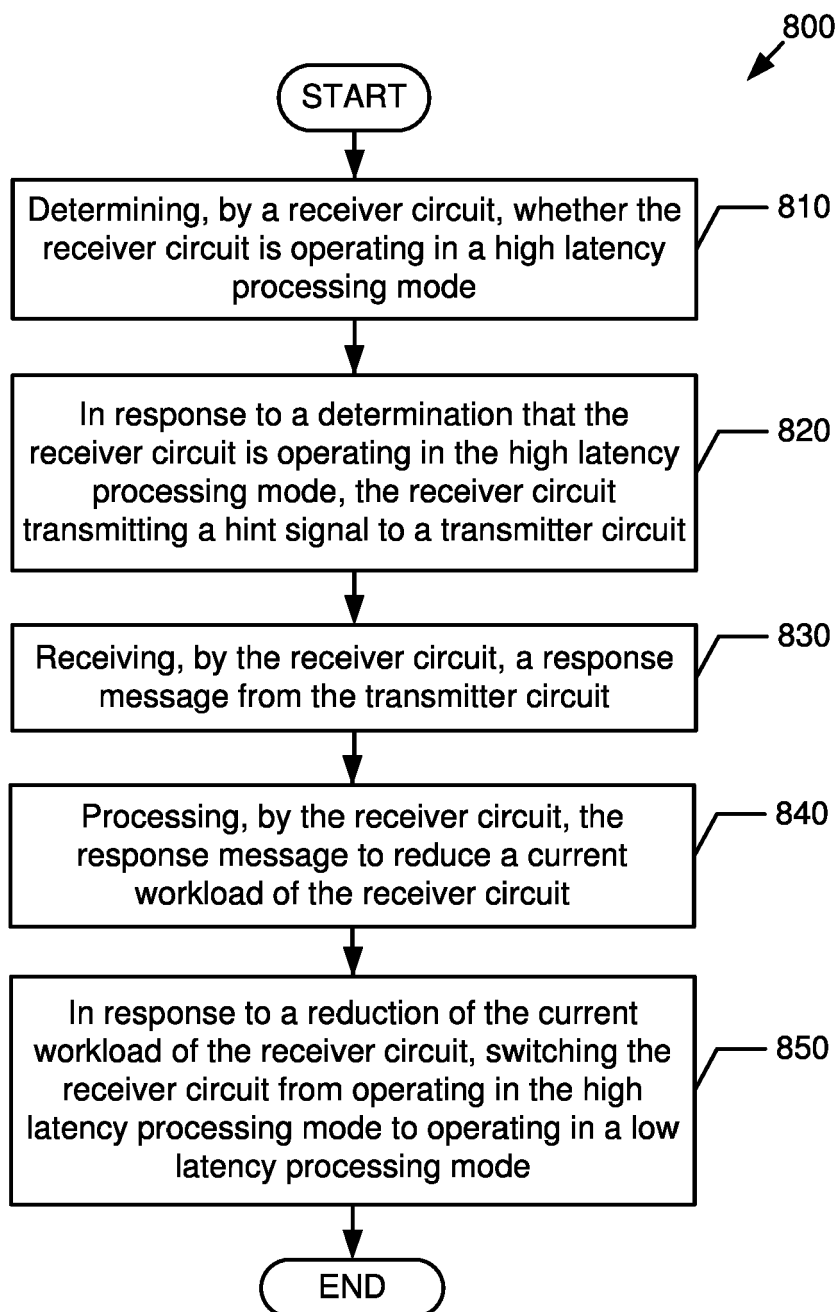 800
START
Determining, by a receiver circuit, whether the
receiver circuit is operating in a high latency
processing mode
810
In response to a determination that the
receiver circuit is operating in the high latency
processing mode, the receiver circuit
transmitting a hint signal to a transmitter circuit
820
Receiving, by the receiver circuit, a response
message from the transmitter circuit
830
Processing, by the receiver circuit, the
response message to reduce a current
workload of the receiver circuit
840
In response to a reduction of the current
workload of the receiver circuit, switching the
receiver circuit from operating in the high
latency processing mode to operating in a low
latency processing mode
850
END